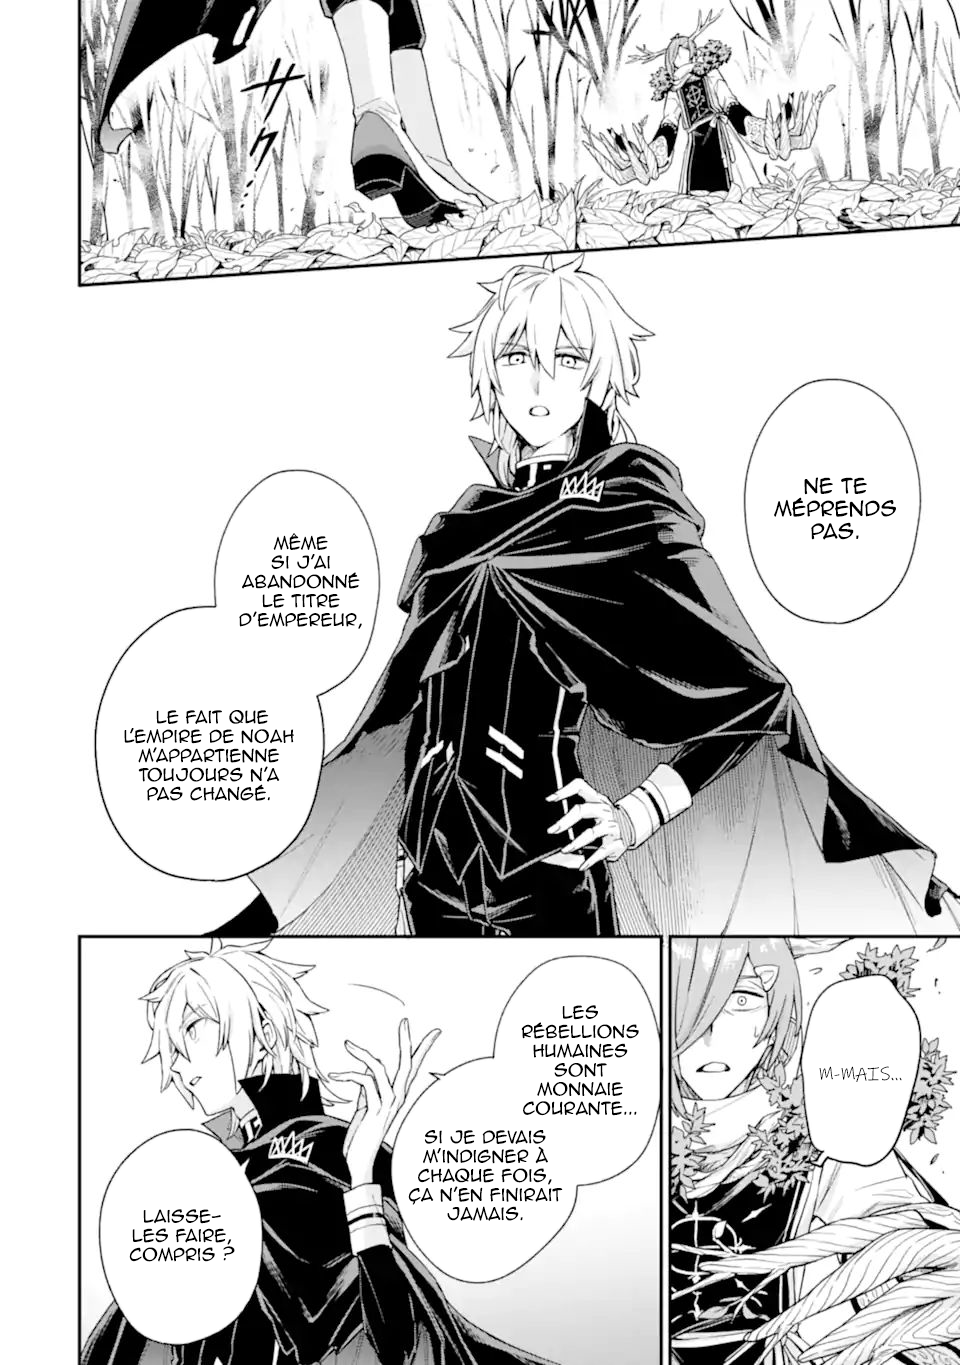 ザク…
NE TE
MÉPRENDS
PAS.
MÊME
SI J'AI
ABANDONNÉ
LE TITRE
D'EMPEREUR,
LE FAIT QUE
L'EMPIRE DE NOAH
M'APPARTIENNE
TOUJOURS N'A
PAS CHANGÉ.
M-MAIS...
LES
RÉBELLIONS
HUMAINES
SONT
MONNAIE
COURANTE...
SI JE DEVAIS
M'INDIGNER À
CHAQUE FOIS,
ÇA N'EN FINIRAIT
JAMAIS.
LAISSE-
LES FAIRE,
COMPRIS ?